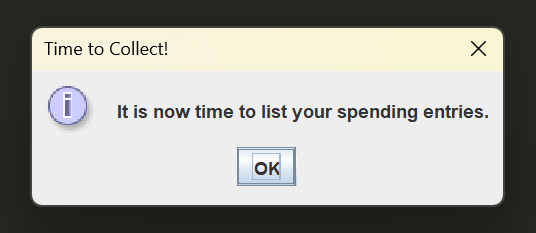 Time to Collect!
It is now time to list your spending entries.
OK